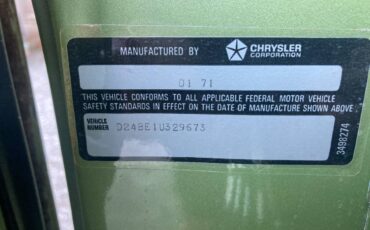 MANUFACTURED BY CHRYSLER CORPORATION
01 71
THIS VEHICLE CONFORMS TO ALL APPLICABLE FEDERAL MOTOR VEHICLE
SAFETY STANDARDS IN EFFECT ON THE DATE OF MANUFACTURE SHOWN ABOVE
VEHICLE NUMBER D24BE1U329673
3498274